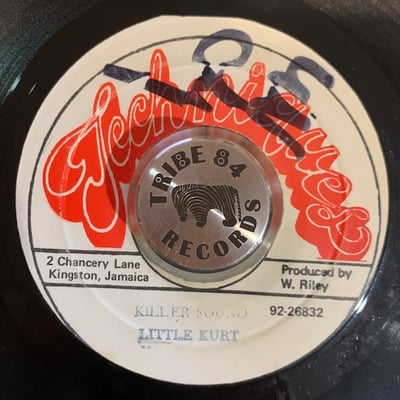 Techniques
TRIBE 84
RECORDS
2 Chancery Lane
Kingston, Jamaica
Produced by
W. Riley
KILLER SOUND
92-26832
LITTLE KURT